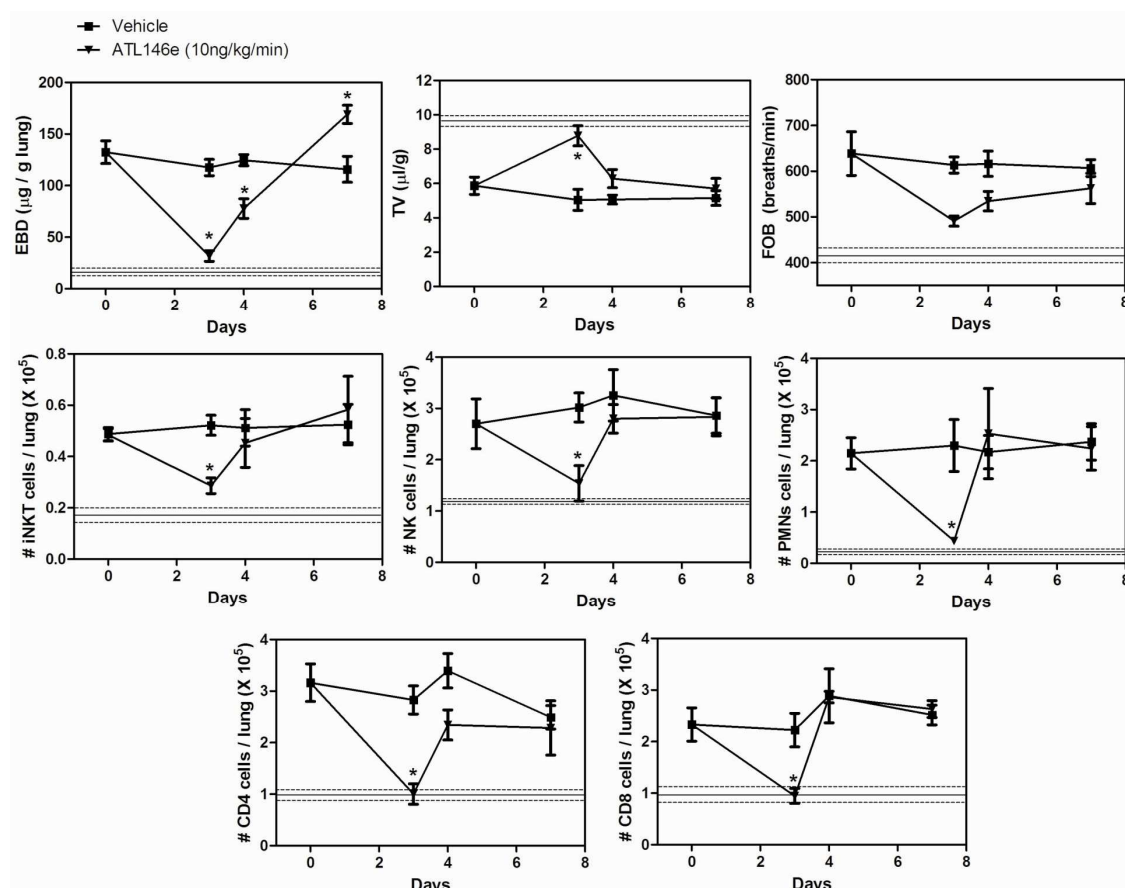 Vehicle
ATL146e (10ng/kg/min)
EBD (µg / g lung)
200
150
100
50
0
*
*
*
0 2 4 6 8
Days
TV (µl/g)
12
10
8
6
4
2
0
*
0 2 4 6 8
Days
FOB (breaths/min)
800
700
600
500
400
0 2 4 6 8
Days
# iNKT cells / lung (X 10⁵)
0.8
0.6
0.4
0.2
0.0
*
0 2 4 6 8
Days
# NK cells / lung (X 10⁵)
4
3
2
1
0
*
0 2 4 6 8
Days
# PMNs cells / lung (X 10⁵)
4
3
2
1
0
*
0 2 4 6 8
Days
# CD4 cells / lung (X 10⁵)
4
3
2
1
0
*
0 2 4 6 8
Days
# CD8 cells / lung (X 10⁵)
4
3
2
1
0
*
0 2 4 6 8
Days